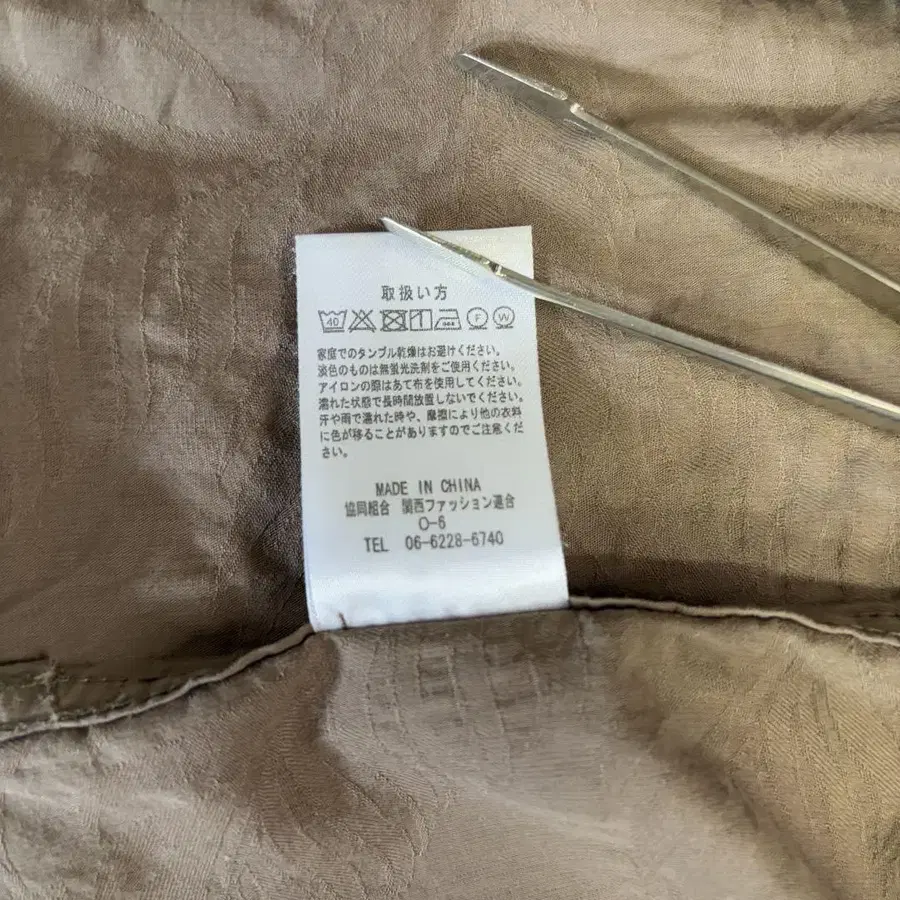 取扱い方
40 F W
家庭でのタンブル乾燥はお避けください。
淡色のものは無蛍光洗剤をご使用ください。
アイロンの際はあて布を使用してください。
濡れた状態で長時間放置しないでください。
汗や雨で濡れた時や、摩擦により他の衣料
に色が移ることがありますのでご注意くだ
さい。
MADE IN CHINA
協同組合 関西ファッション連合
O-6
TEL 06-6228-6740